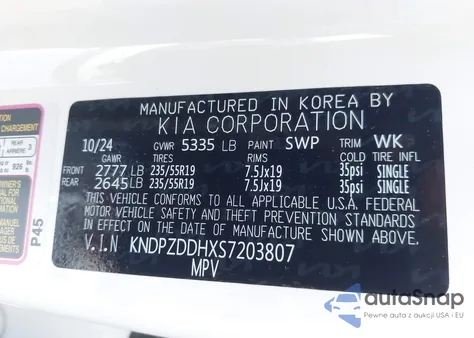 MANUFACTURED IN KOREA BY
KIA CORPORATION
10/24 GVWR 5335 LB PAINT SWP TRIM WK
GAWR TIRES RIMS COLD TIRE INFL
FRONT 2777 LB 235/55R19 7.5Jx19 35psi SINGLE
REAR 2645 LB 235/55R19 7.5Jx19 35psi SINGLE
THIS VEHICLE CONFORMS TO ALL APPLICABLE U.S.A. FEDERAL
MOTOR VEHICLE SAFETY AND THEFT PREVENTION STANDARDS
IN EFFECT ON THE DATE OF MANUFACTURE SHOWN ABOVE.
V.I.N KNDPZDDHXS7203807
MPV
CHARGEMENT
REAR 3
P45
autoSnap
Pewne auta z aukcji USA i EU